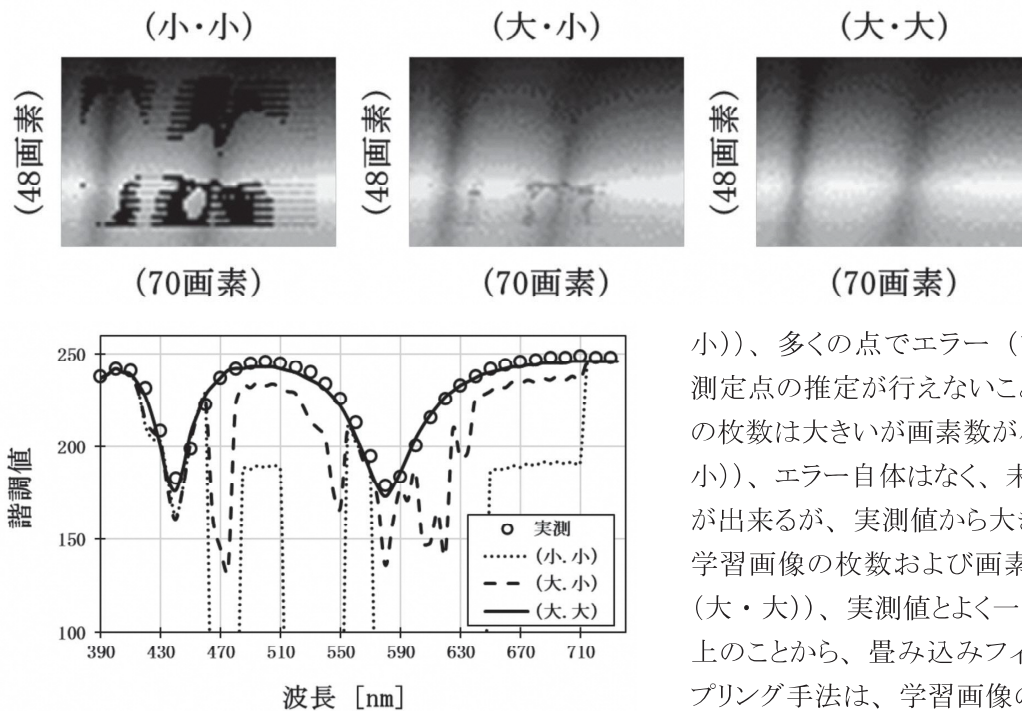 (小・小)
(大・小)
(大・大)
(48画素)
(48画素)
(48画素)
(70画素)
(70画素)
(70画素)
250
200
150
100
390
430
470
510
550
590
630
670
710
諧調値
波長 [nm]
実測
(小. 小)
(大. 小)
(大. 大)
小))、多くの点でエラー(
測定点の推定が行えないこ
の枚数は大きいが画素数が
小))、エラー自体はなく、未
が出来るが、実測値から大
学習画像の枚数および画素
(大・大))、実測値とよく一
上のことから、畳み込みフィ
プリング手法は、学習画像の